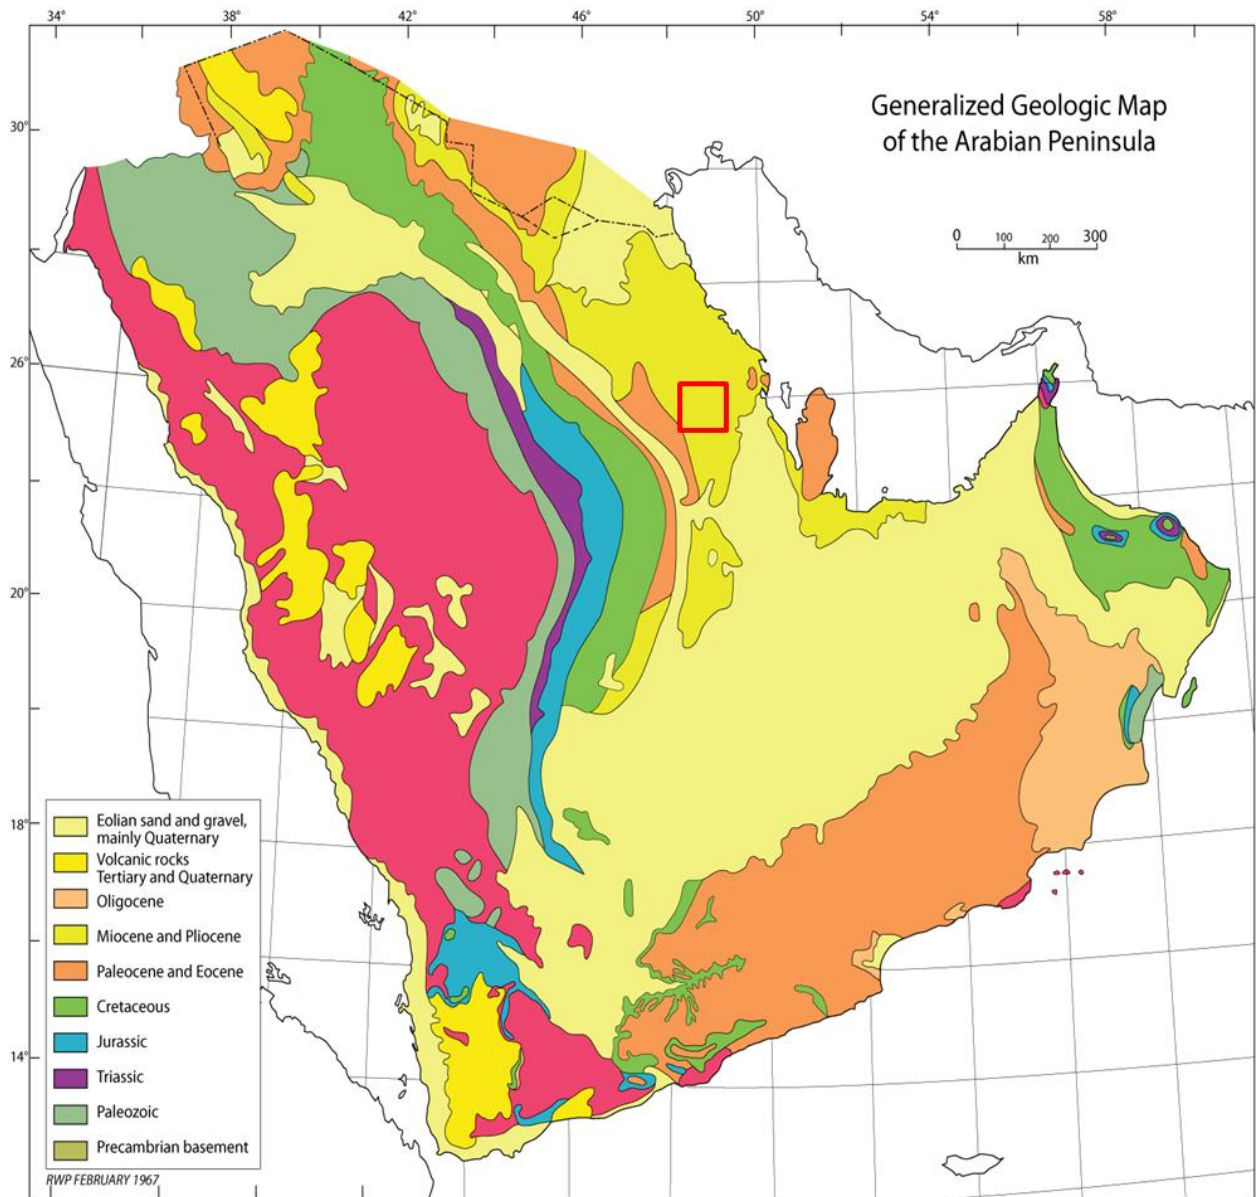 34°
38°
42°
46°
50°
54°
58°
Generalized Geologic Map
of the Arabian Peninsula
30°
0
100
200
300
km
26°
20°
18°
14°
Eolian sand and gravel,
mainly Quaternary
Volcanic rocks
Tertiary and Quaternary
Oligocene
Miocene and Pliocene
Paleocene and Eocene
Cretaceous
Jurassic
Triassic
Paleozoic
Precambrian basement
RWP FEBRUARY 1967